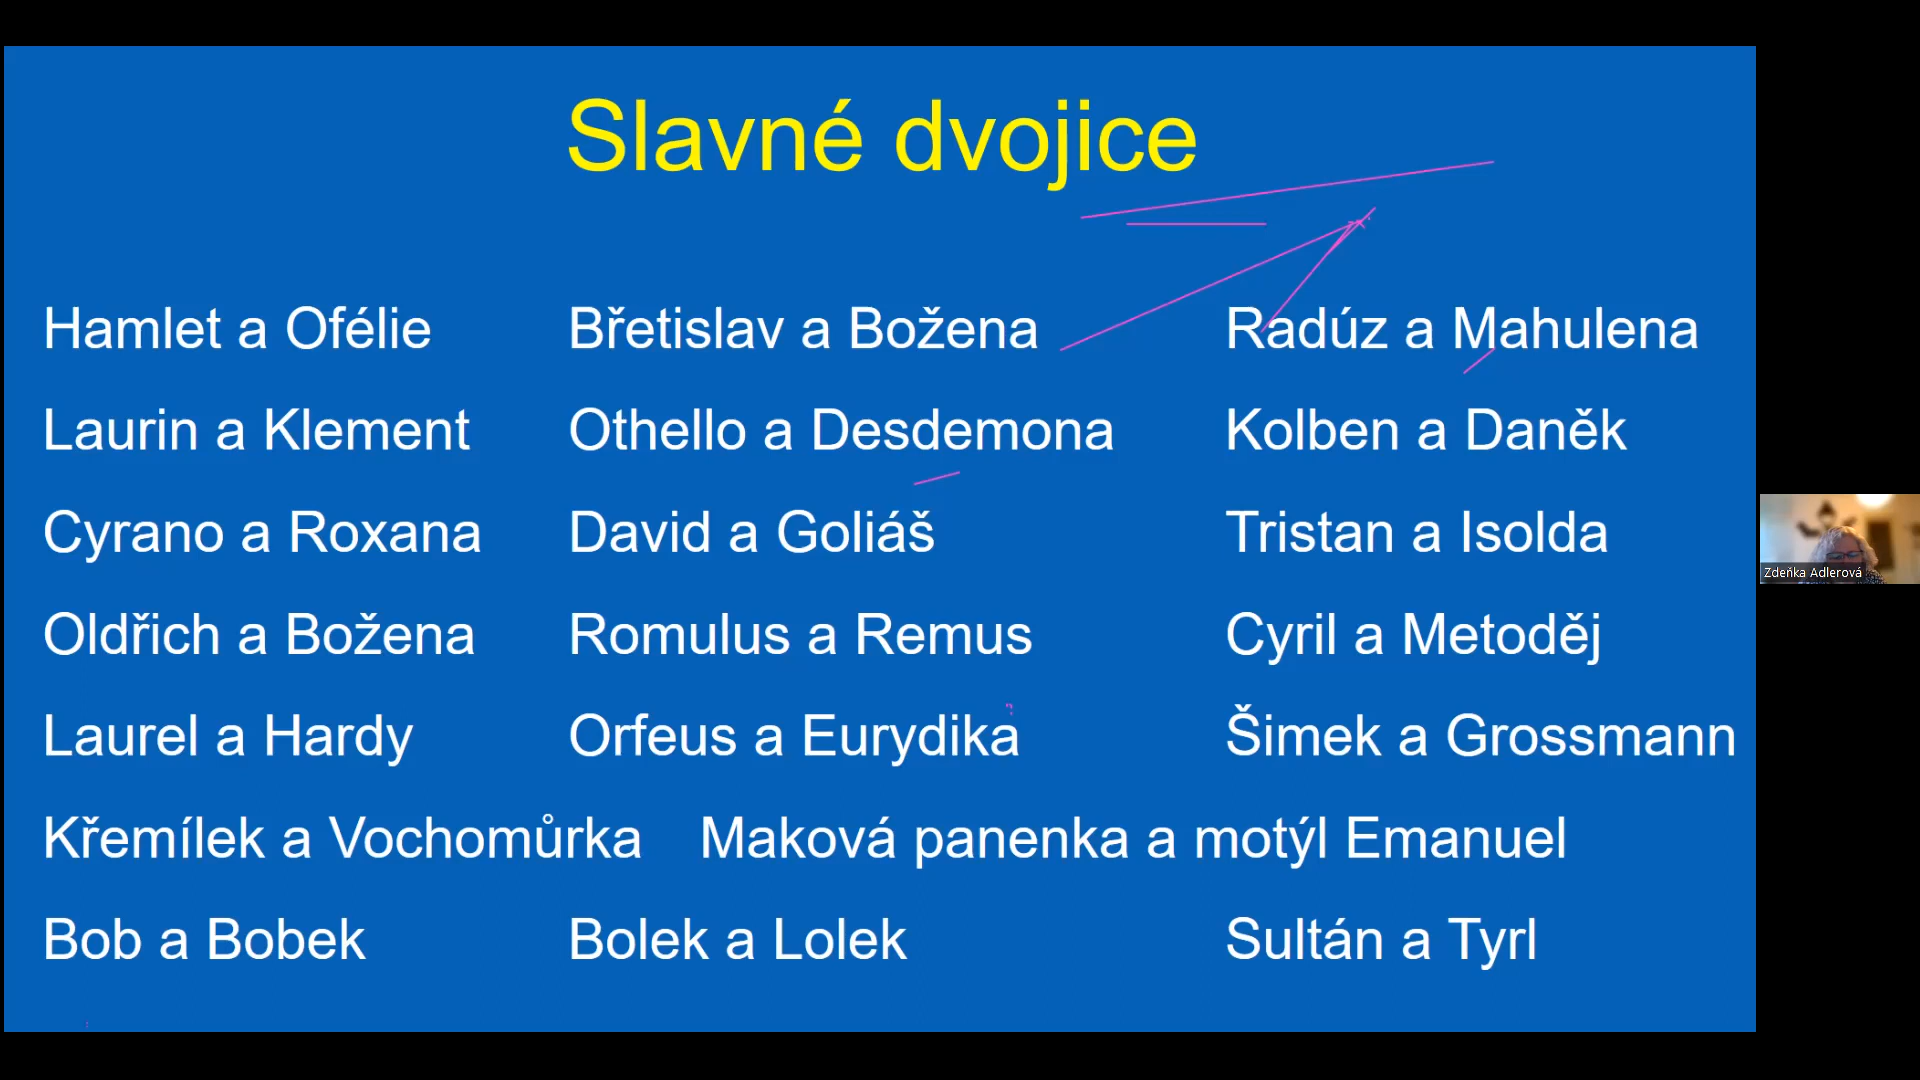 Slavné dvojice
Hamlet a Ofélie Břetislav a Božena Radúz a Mahulena
Laurin a Klement Othello a Desdemona Kolben a Daněk
Cyrano a Roxana David a Goliáš Tristan a Isolda
Oldřich a Božena Romulus a Remus Cyril a Metoděj
Laurel a Hardy Orfeus a Eurydika Šimek a Grossmann
Křemílek a Vochomůrka Maková panenka a motýl Emanuel
Bob a Bobek Bolek a Lolek Sultán a Tyrl
Zdeňka Adlerová